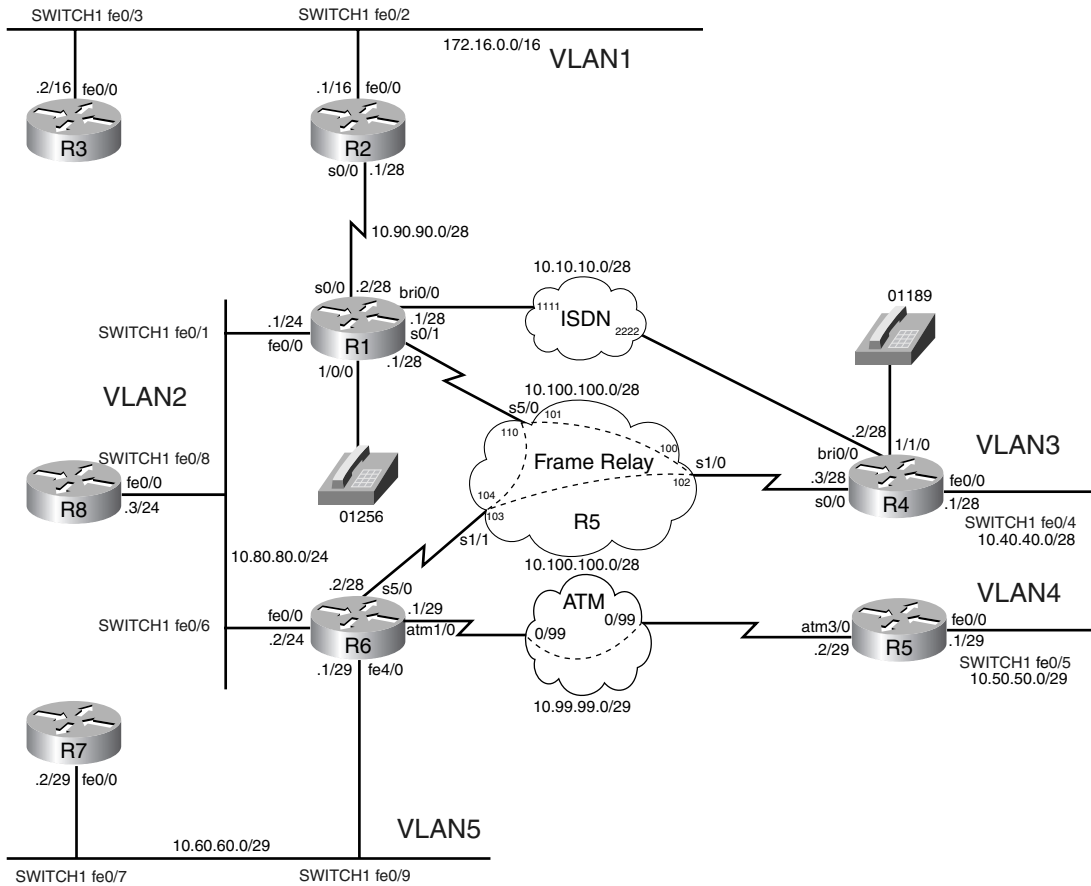 SWITCH1 fe0/3
SWITCH1 fe0/2
172.16.0.0/16
VLAN1
.2/16 fe0/0
.1/16 fe0/0
R3
R2
s0/0 .1/28
10.90.90.0/28
10.10.10.0/28
s0/0 .2/28
bri0/0
1111
ISDN
2222
01189
SWITCH1 fe0/1
.1/24
fe0/0
R1
.1/28
s0/1
.1/28
1/0/0
VLAN2
10.100.100.0/28
s5/0
101
110
100
Frame Relay
s1/0
102
104
103
R5
s1/1
.2/28
1/1/0
bri0/0
VLAN3
.3/28
s0/0
R4
fe0/0
.1/28
SWITCH1 fe0/4
10.40.40.0/28
SWITCH1 fe0/8
fe0/0
R8
.3/24
01256
10.80.80.0/24
10.100.100.0/28
.2/28 s5/0
ATM
VLAN4
fe0/0
SWITCH1 fe0/6
.2/24
R6
.1/29
atm1/0
0/99
0/99
atm3/0
.2/29
R5
fe0/0
.1/29
SWITCH1 fe0/5
10.50.50.0/29
.1/29 fe4/0
10.99.99.0/29
R7
.2/29 fe0/0
VLAN5
10.60.60.0/29
SWITCH1 fe0/7
SWITCH1 fe0/9